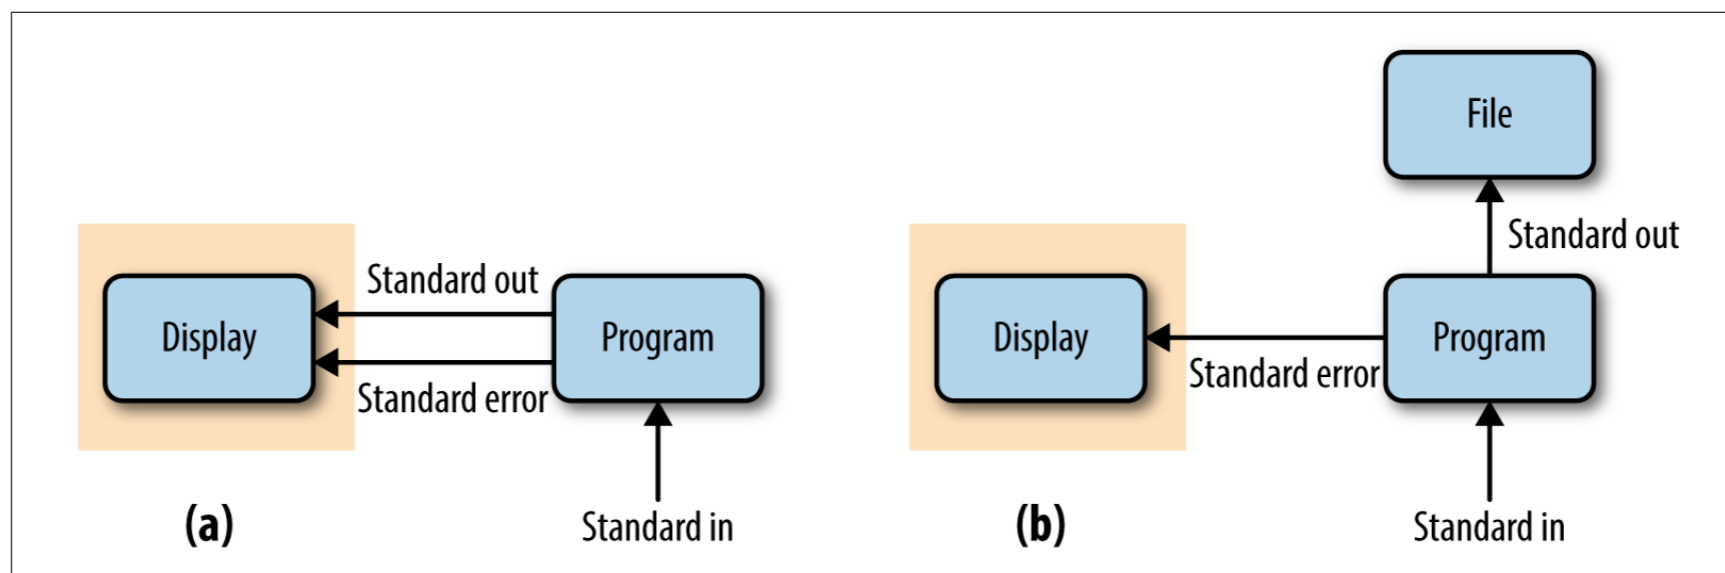 Standard out
Display
Program
Standard error
(a)
Standard in
File
Standard out
Display
Program
Standard error
(b)
Standard in